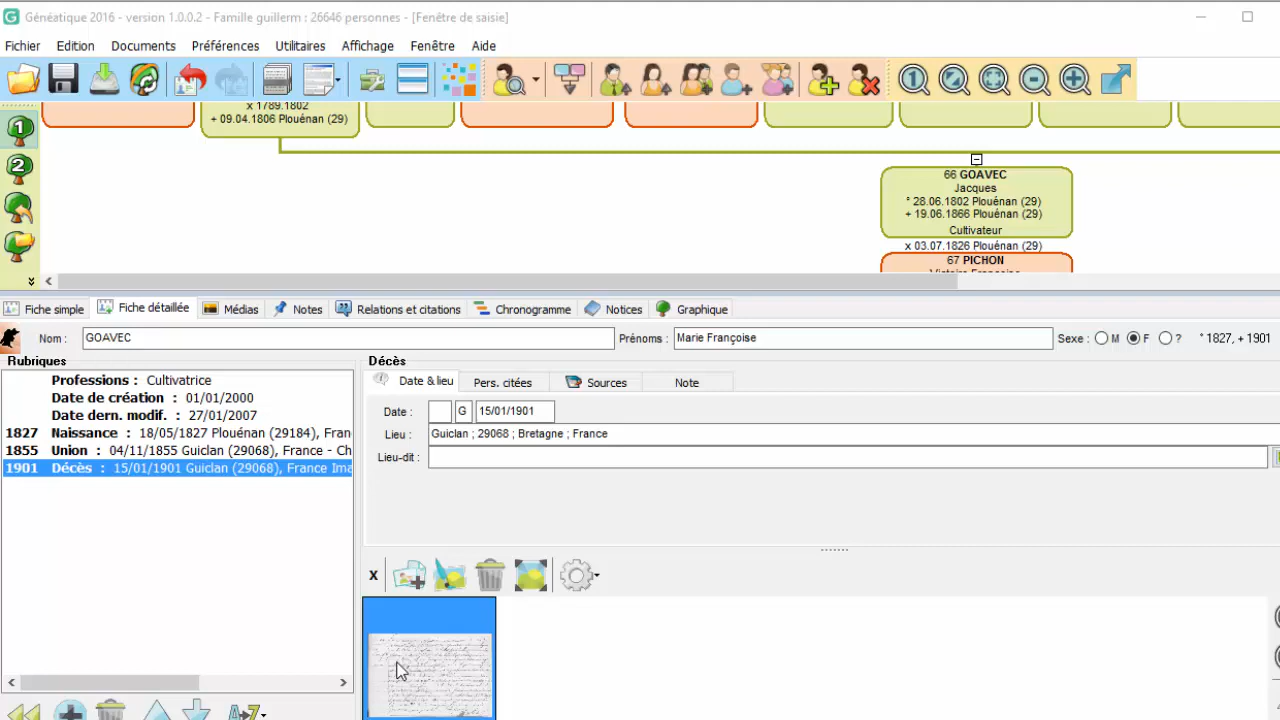 Généatique 2016 - version 1.0.0.2 - Famille guillerm : 26646 personnes - [Fenêtre de saisie]
Fichier Edition Documents Préférences Utilitaires Affichage Fenêtre Aide
x 1789.1802
+ 09.04.1806 Plouénan (29)
66 GOAVEC
Jacques
° 28.06.1802 Plouénan (29)
+ 19.06.1866 Plouénan (29)
Cultivateur
x 03.07.1826 Plouénan (29)
67 PICHON
Fiche simple Fiche détaillée Médias Notes Relations et citations Chronogramme Notices Graphique
Nom : GOAVEC Prénoms : Marie Françoise Sexe : M F ? ° 1827, + 1901
Rubriques
Professions : Cultivatrice
Date de création : 01/01/2000
Date dern. modif. : 27/01/2007
1827 Naissance : 18/05/1827 Plouénan (29184), Fran
1855 Union : 04/11/1855 Guiclan (29068), France - Ch
1901 Décès : 15/01/1901 Guiclan (29068), France Ima
Décès
Date & lieu Pers. citées Sources Note
Date : G 15/01/1901
Lieu : Guiclan ; 29068 ; Bretagne ; France
Lieu-dit :
x